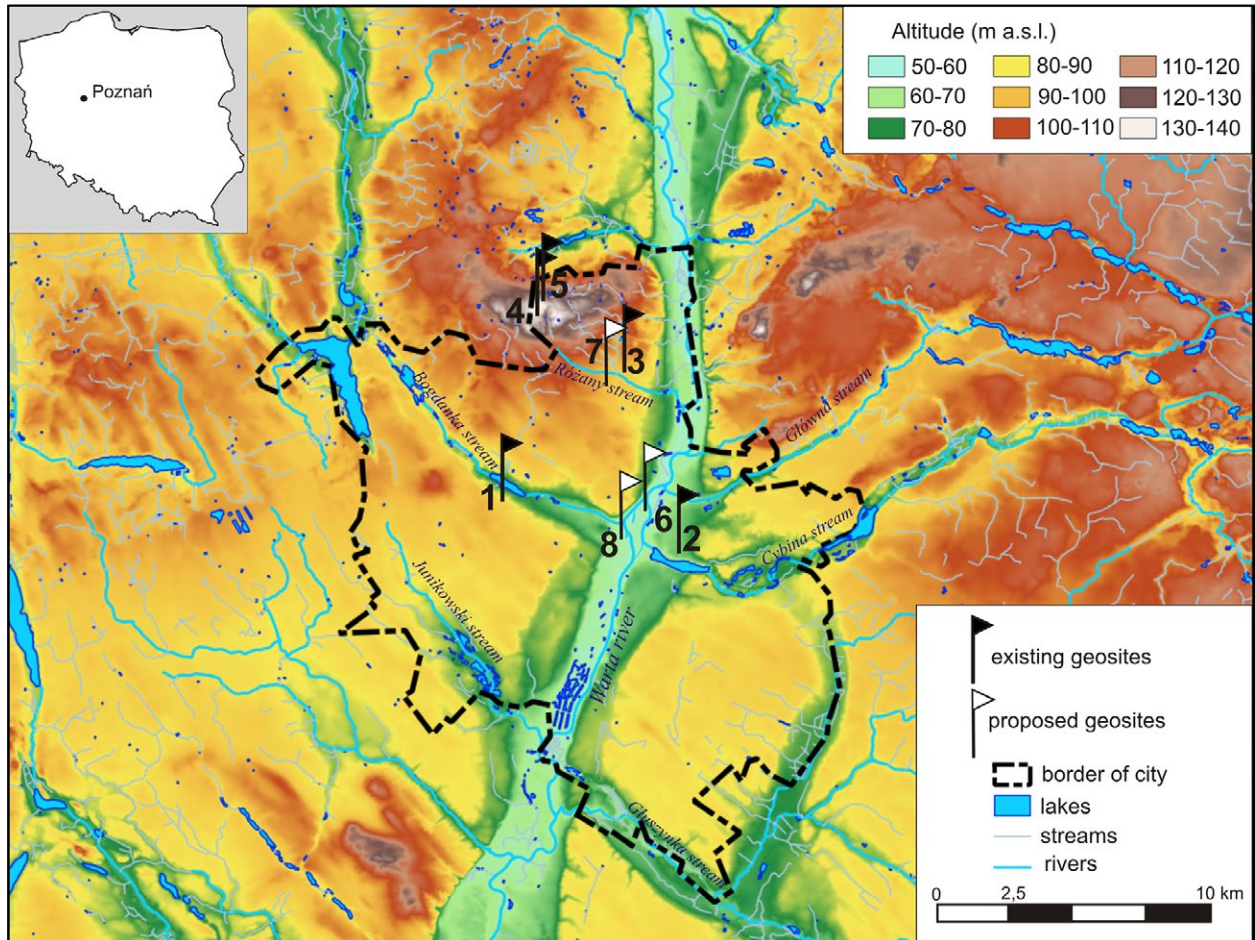 Poznań
Altitude (m a.s.l.)
50-60
80-90
110-120
60-70
90-100
120-130
70-80
100-110
130-140
4
5
7
3
Różany stream
Bogdanka stream
Główna stream
1
8
6
2
Cybina stream
Junikowski stream
Warta river
Głuszynka stream
existing geosites
proposed geosites
border of city
lakes
streams
rivers
0
2,5
10 km